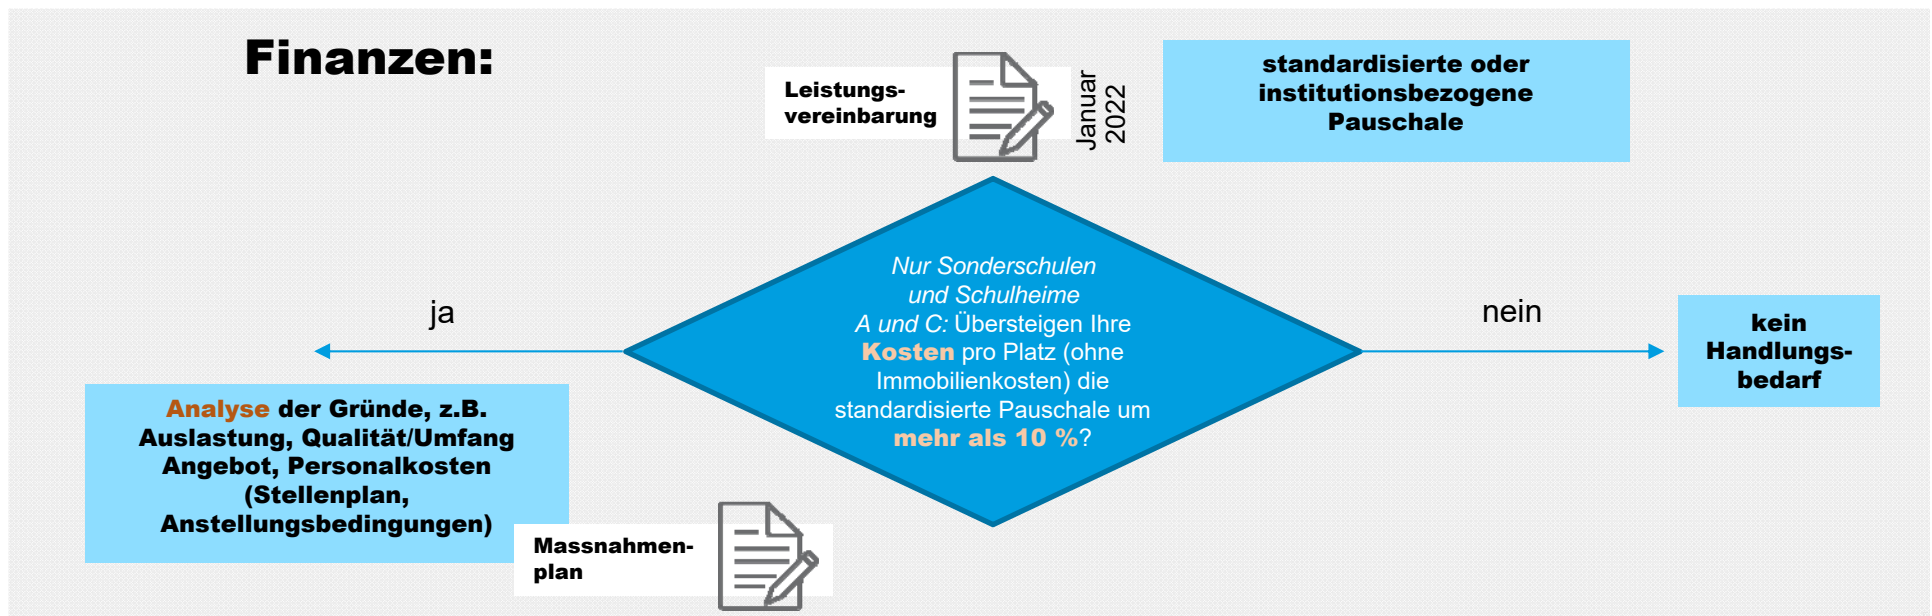 Finanzen:
Leistungs-
vereinbarung
Januar
2022
standardisierte oder
institutionsbezogene
Pauschale
Nur Sonderschulen
und Schulheime
A und C: Übersteigen Ihre
Kosten pro Platz (ohne
Immobilienkosten) die
standardisierte Pauschale um
mehr als 10 %?
ja
nein
kein
Handlungs-
bedarf
Analyse der Gründe, z.B.
Auslastung, Qualität/Umfang
Angebot, Personalkosten
(Stellenplan,
Anstellungsbedingungen)
Massnahmen-
plan